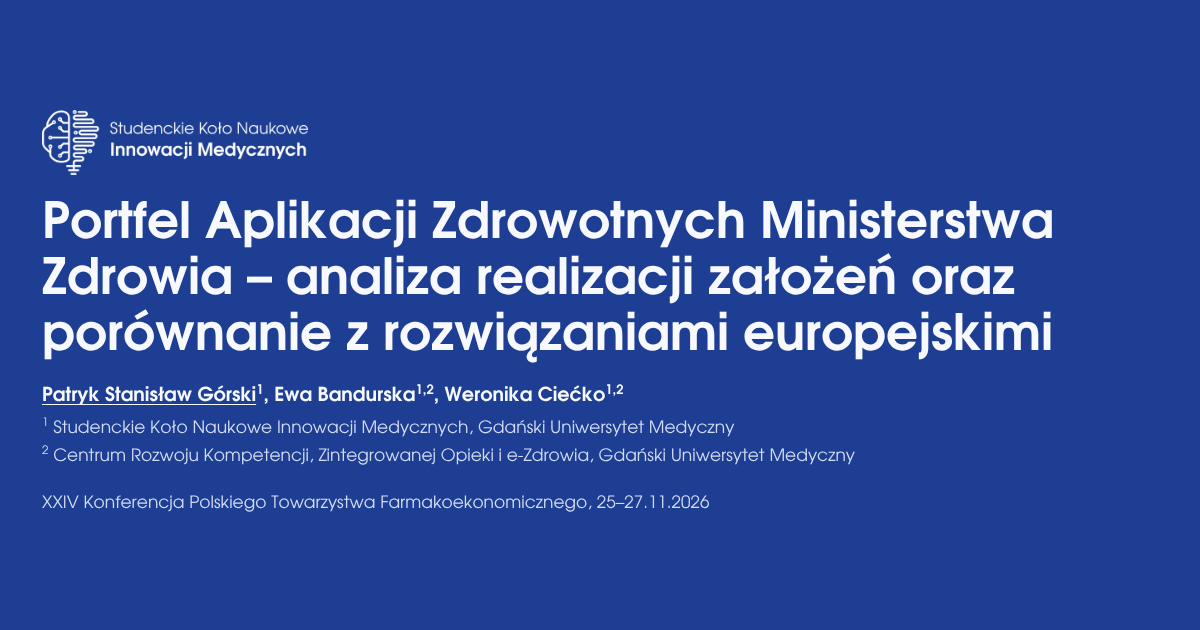 Studenckie Koło Naukowe
Innowacji Medycznych
Portfel Aplikacji Zdrowotnych Ministerstwa
Zdrowia – analiza realizacji założeń oraz
porównanie z rozwiązaniami europejskimi
Patryk Stanisław Górski¹, Ewa Bandurska¹,², Weronika Ciećko¹,²
¹ Studenckie Koło Naukowe Innowacji Medycznych, Gdański Uniwersytet Medyczny
² Centrum Rozwoju Kompetencji, Zintegrowanej Opieki i e-Zdrowia, Gdański Uniwersytet Medyczny
XXIV Konferencja Polskiego Towarzystwa Farmakoekonomicznego, 25–27.11.2026